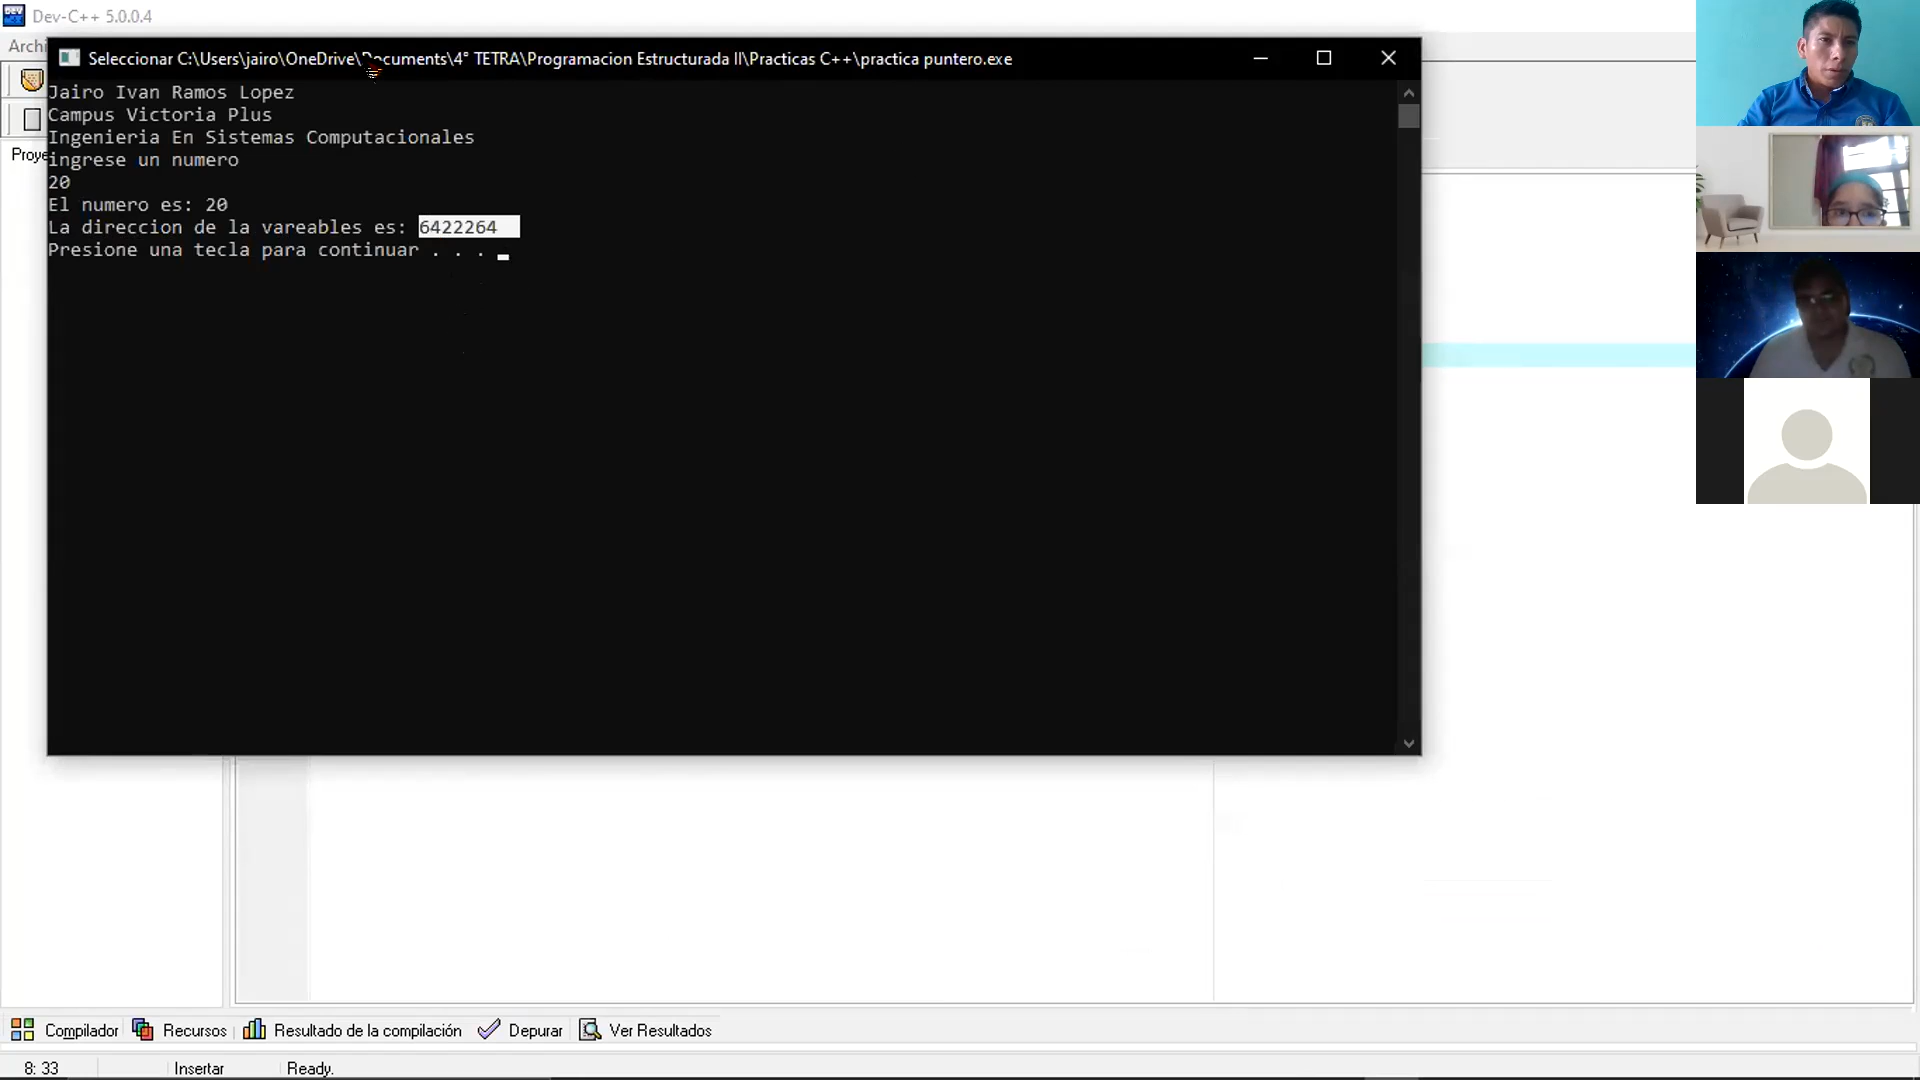 Dev-C++ 5.0.0.4
Archi
Seleccionar C:\Users\jairo\OneDrive\Documents\4° TETRA\Programacion Estructurada II\Practicas C++\practica puntero.exe
Jairo Ivan Ramos Lopez
Campus Victoria Plus
Ingenieria En Sistemas Computacionales
Proye
ingrese un numero
20
El numero es: 20
La direccion de la vareables es: 6422264
Presione una tecla para continuar . . .
Compilador Recursos Resultado de la compilación Depurar Ver Resultados
8: 33 Insertar Ready.